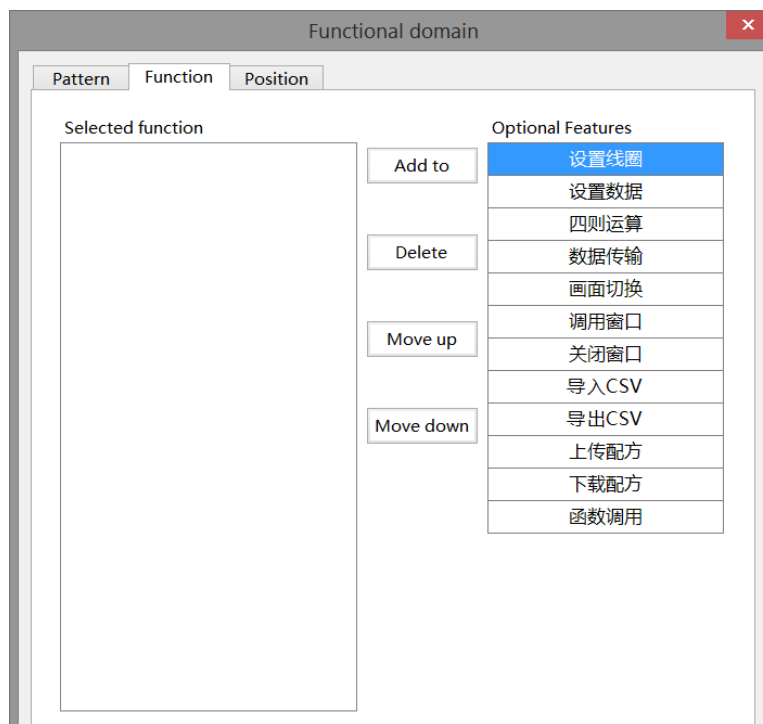 Functional domain
Pattern Function Position
Selected function
Add to
Delete
Move up
Move down
Optional Features
设置线圈
设置数据
四则运算
数据传输
画面切换
调用窗口
关闭窗口
导入CSV
导出CSV
上传配方
下载配方
函数调用